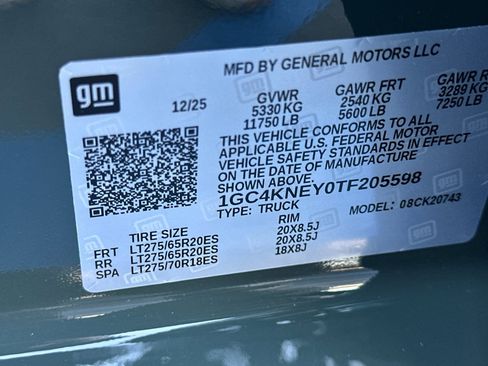 gm
MFD BY GENERAL MOTORS LLC
12/25
GVWR GAWR FRT GAWR
5330 KG 2540 KG 3289 KG
11750 LB 5600 LB 7250 LB
THIS VEHICLE CONFORMS TO ALL
APPLICABLE U.S. FEDERAL MOTOR
VEHICLE SAFETY STANDARDS IN EFFECT
ON THE DATE OF MANUFACTURE
SHOWN ABOVE.
1GC4KNEY0TF205598
TYPE: TRUCK MODEL: 08CK20743
TIRE SIZE RIM
FRT LT275/65R20ES 20X8.5J
RR LT275/65R20ES 20X8.5J
SPA LT275/70R18ES 18X8J